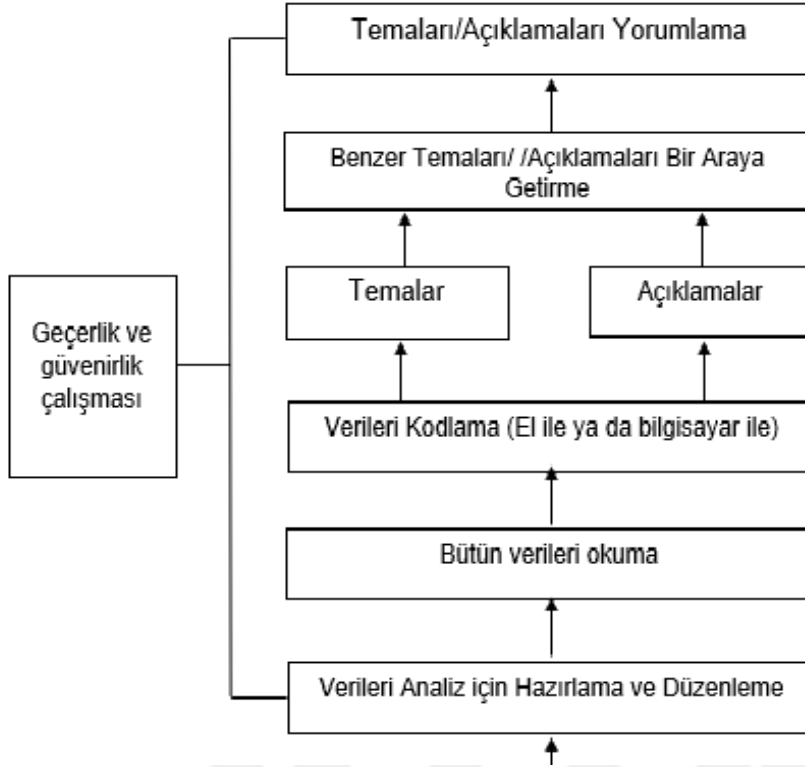 Temaları/Açıklamaları Yorumlama
Benzer Temaları/ /Açıklamaları Bir Araya
Getirme
Temalar
Açıklamalar
Geçerlik ve
güvenirlik
çalışması
Verileri Kodlama (El ile ya da bilgisayar ile)
Bütün verileri okuma
Verileri Analiz için Hazırlama ve Düzenleme